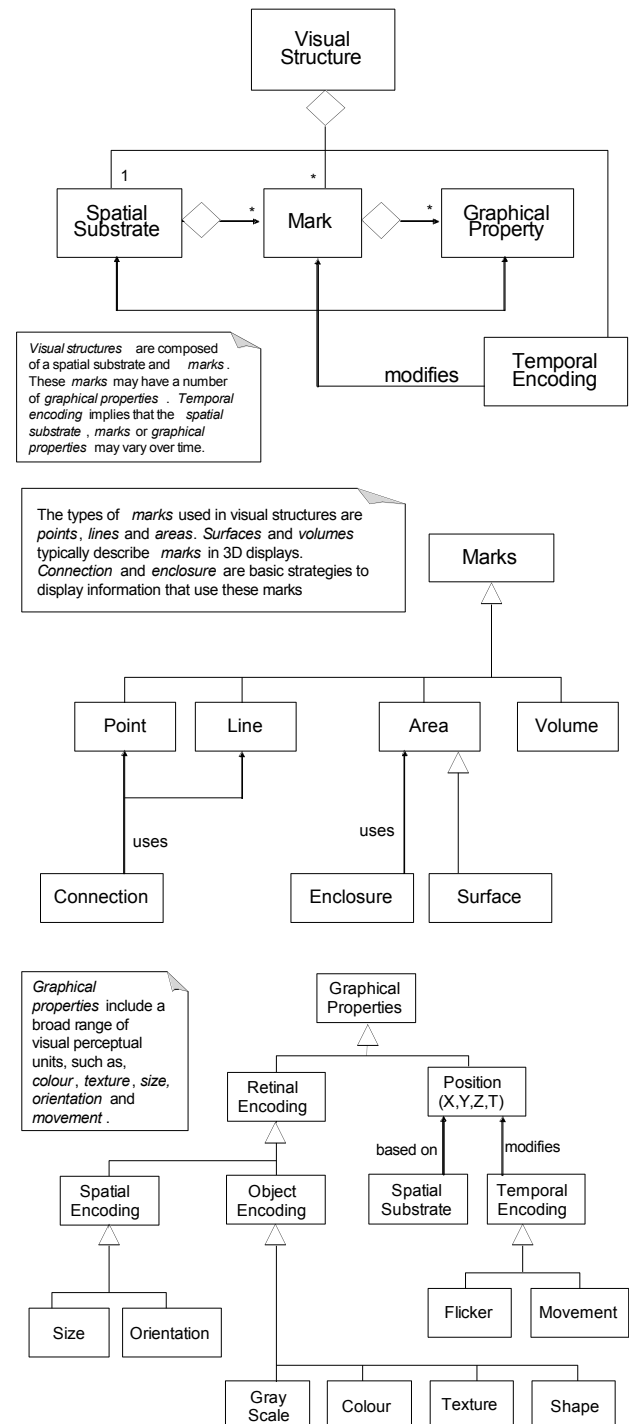 Visual
Structure
1
*
Spatial
Substrate
*
Mark
*
Graphical
Property
Visual structures are composed
of a spatial substrate and marks.
These marks may have a number
of graphical properties. Temporal
encoding implies that the spatial
substrate, marks or graphical
properties may vary over time.
modifies
Temporal
Encoding
The types of marks used in visual structures are
points, lines and areas. Surfaces and volumes
typically describe marks in 3D displays.
Connection and enclosure are basic strategies to
display information that use these marks
Marks
Point
Line
Area
Volume
uses
uses
Connection
Enclosure
Surface
Graphical
properties include a
broad range of
visual perceptual
units, such as,
colour, texture, size,
orientation and
movement.
Graphical
Properties
Retinal
Encoding
Position
(X,Y,Z,T)
based on
modifies
Spatial
Encoding
Object
Encoding
Spatial
Substrate
Temporal
Encoding
Size
Orientation
Flicker
Movement
Gray
Scale
Colour
Texture
Shape